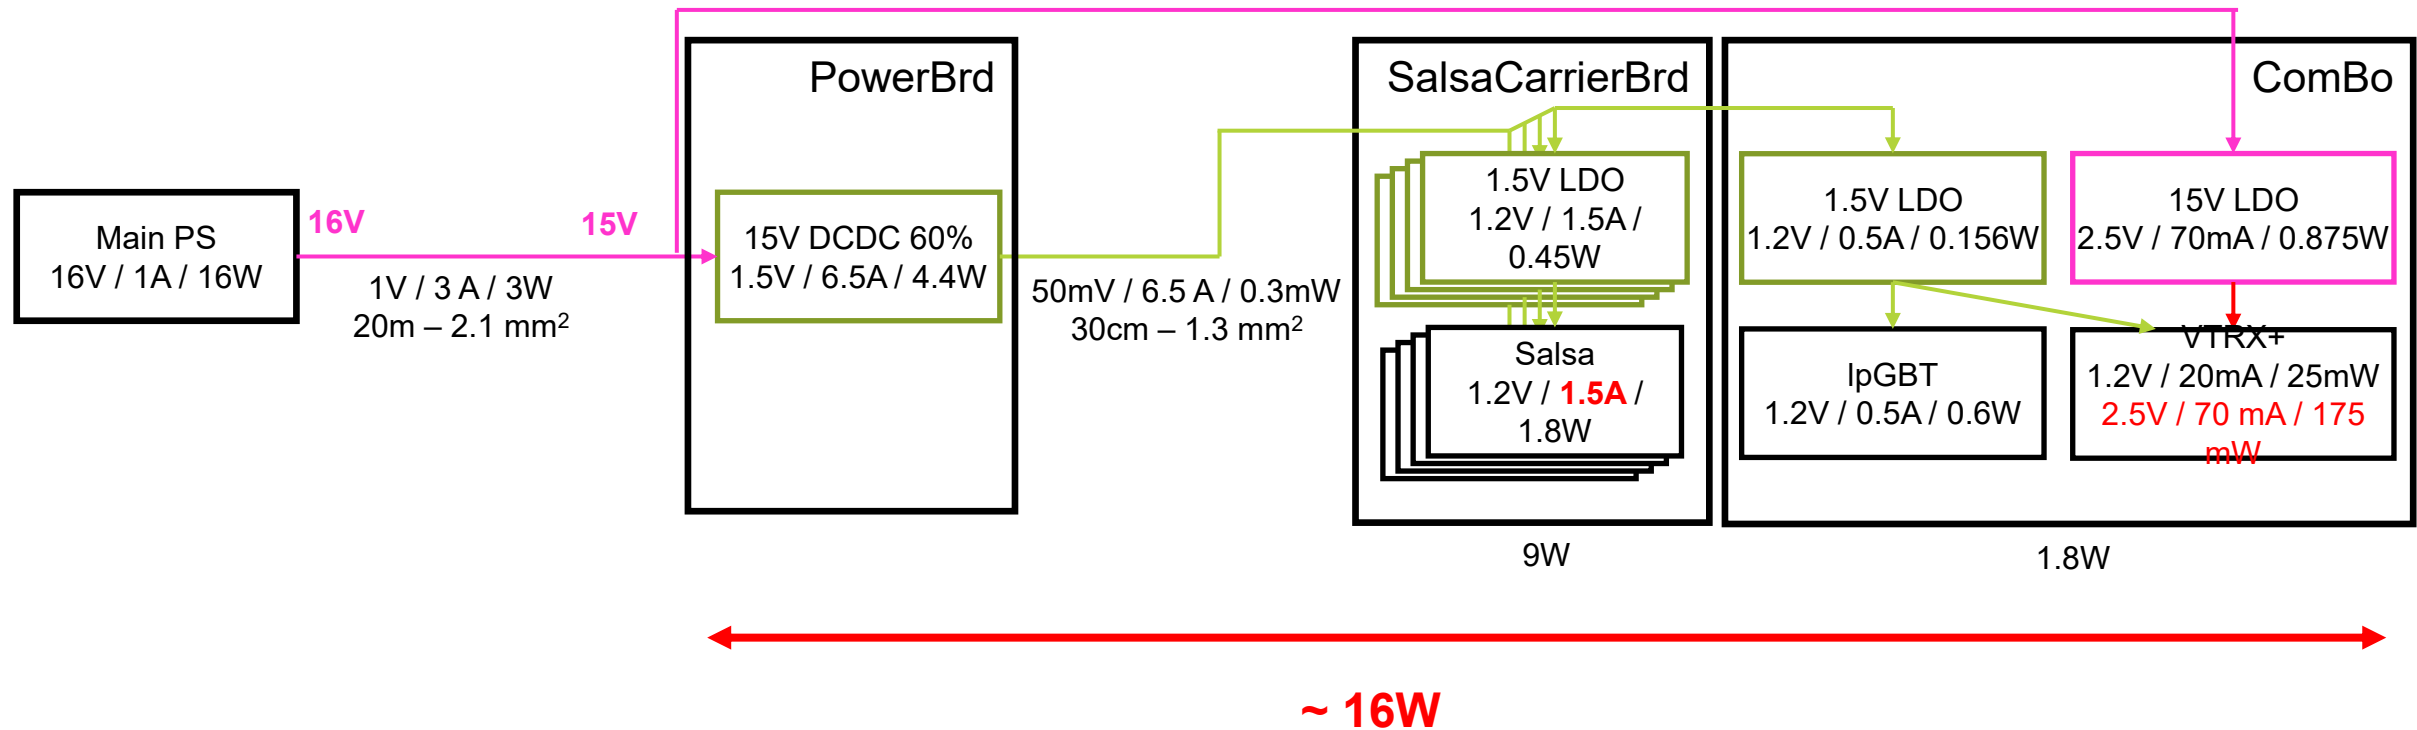 PowerBrd
SalsaCarrierBrd
ComBo
Main PS
16V / 1A / 16W
16V
15V
1V / 3 A / 3W
20m – 2.1 mm²
15V DCDC 60%
1.5V / 6.5A / 4.4W
50mV / 6.5 A / 0.3mW
30cm – 1.3 mm²
1.5V LDO
1.2V / 1.5A /
0.45W
Salsa
1.2V / 1.5A /
1.8W
1.5V LDO
1.2V / 0.5A / 0.156W
15V LDO
2.5V / 70mA / 0.875W
lpGBT
1.2V / 0.5A / 0.6W
VTRX+
1.2V / 20mA / 25mW
2.5V / 70 mA / 175
mW
9W
1.8W
~ 16W